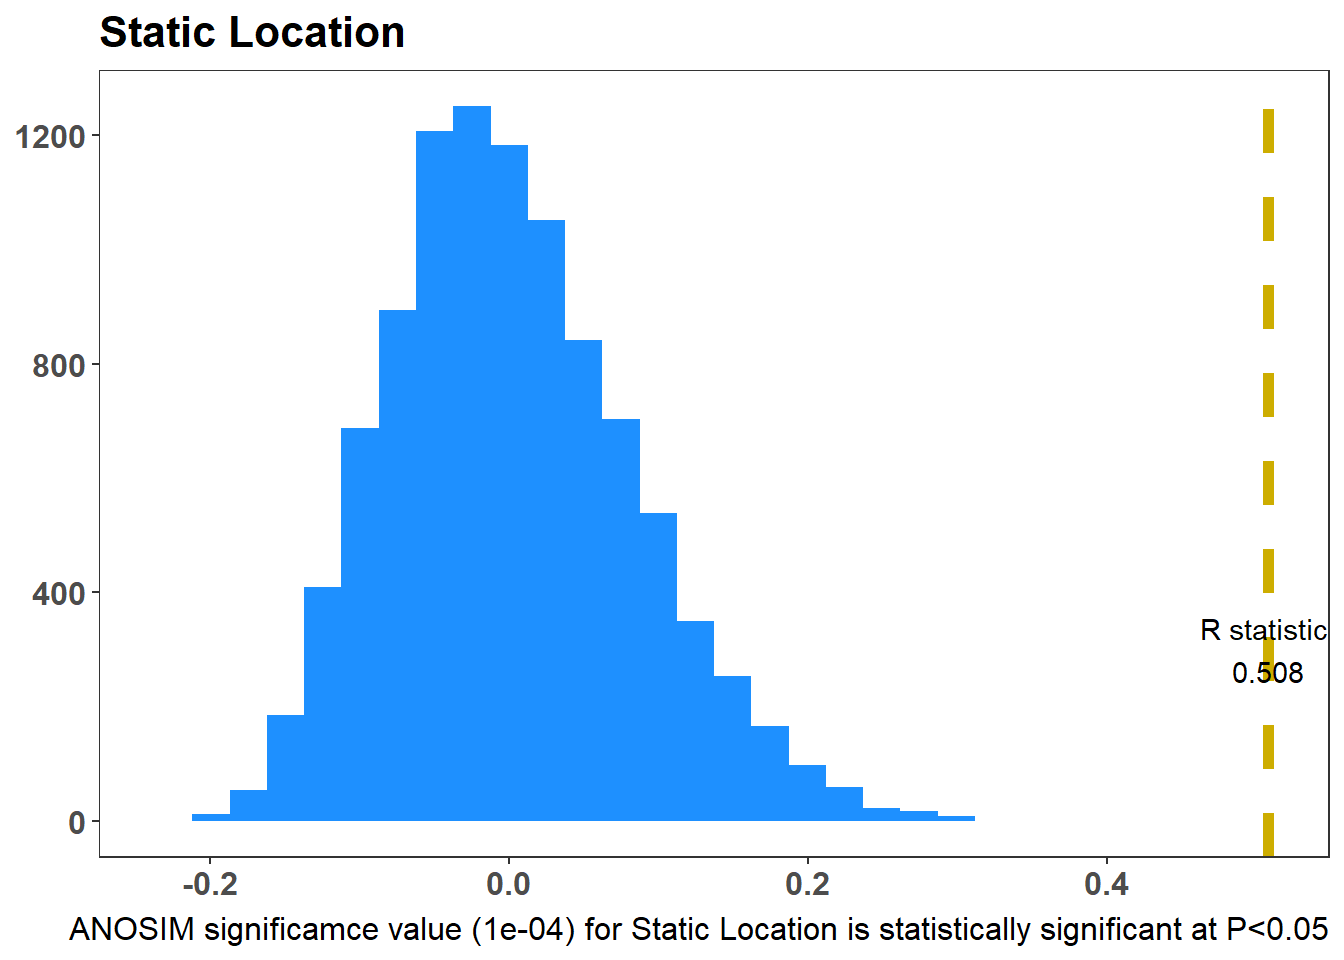 Static Location
1200
800
400
0
R statistic
0.508
-0.2 0.0 0.2 0.4
ANOSIM significamce value (1e-04) for Static Location is statistically significant at P<0.05